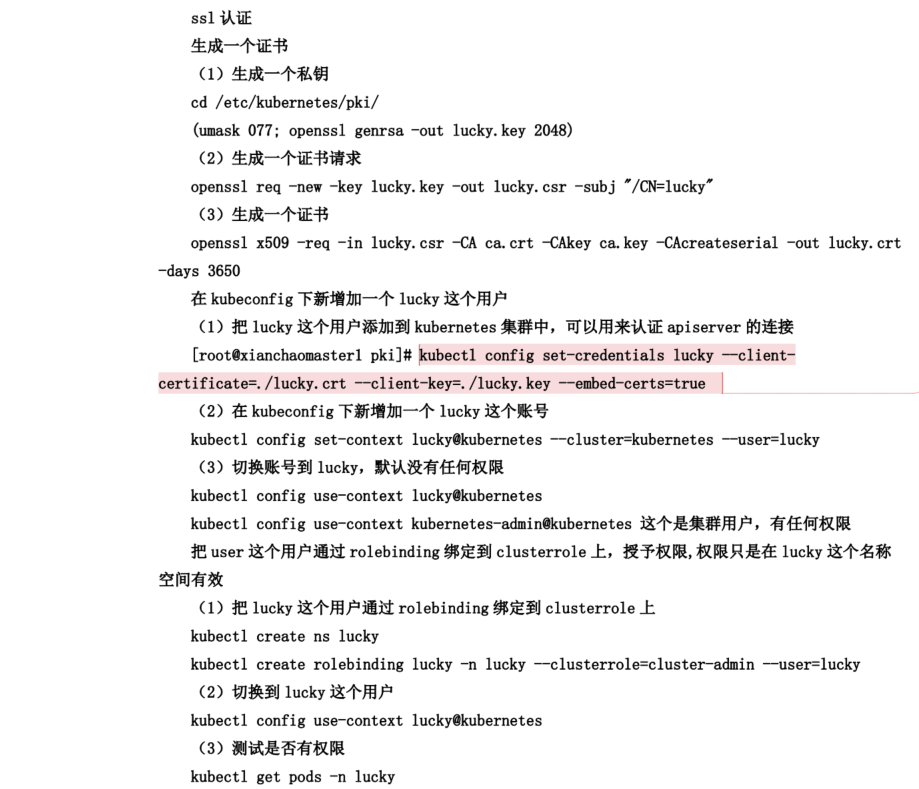 ssl 认证
生成一个证书
（1）生成一个私钥
cd /etc/kubernetes/pki/
(umask 077; openssl genrsa -out lucky.key 2048)
（2）生成一个证书请求
openssl req -new -key lucky.key -out lucky.csr -subj "/CN=lucky"
（3）生成一个证书
openssl x509 -req -in lucky.csr -CA ca.crt -CAkey ca.key -CAcreateserial -out lucky.crt
-days 3650
在 kubeconfig 下新增加一个 lucky 这个用户
（1）把 lucky 这个用户添加到 kubernetes 集群中，可以用来认证 apiserver 的连接
[root@xianchaomaster1 pki]# kubectl config set-credentials lucky --client-
certificate=./lucky.crt --client-key=./lucky.key --embed-certs=true
（2）在 kubeconfig 下新增加一个 lucky 这个账号
kubectl config set-context lucky@kubernetes --cluster=kubernetes --user=lucky
（3）切换账号到 lucky，默认没有任何权限
kubectl config use-context lucky@kubernetes
kubectl config use-context kubernetes-admin@kubernetes 这个是集群用户，有任何权限
把 user 这个用户通过 rolebinding 绑定到 clusterrole 上，授予权限,权限只是在 lucky 这个名称
空间有效
（1）把 lucky 这个用户通过 rolebinding 绑定到 clusterrole 上
kubectl create ns lucky
kubectl create rolebinding lucky -n lucky --clusterrole=cluster-admin --user=lucky
（2）切换到 lucky 这个用户
kubectl config use-context lucky@kubernetes
（3）测试是否有权限
kubectl get pods -n lucky